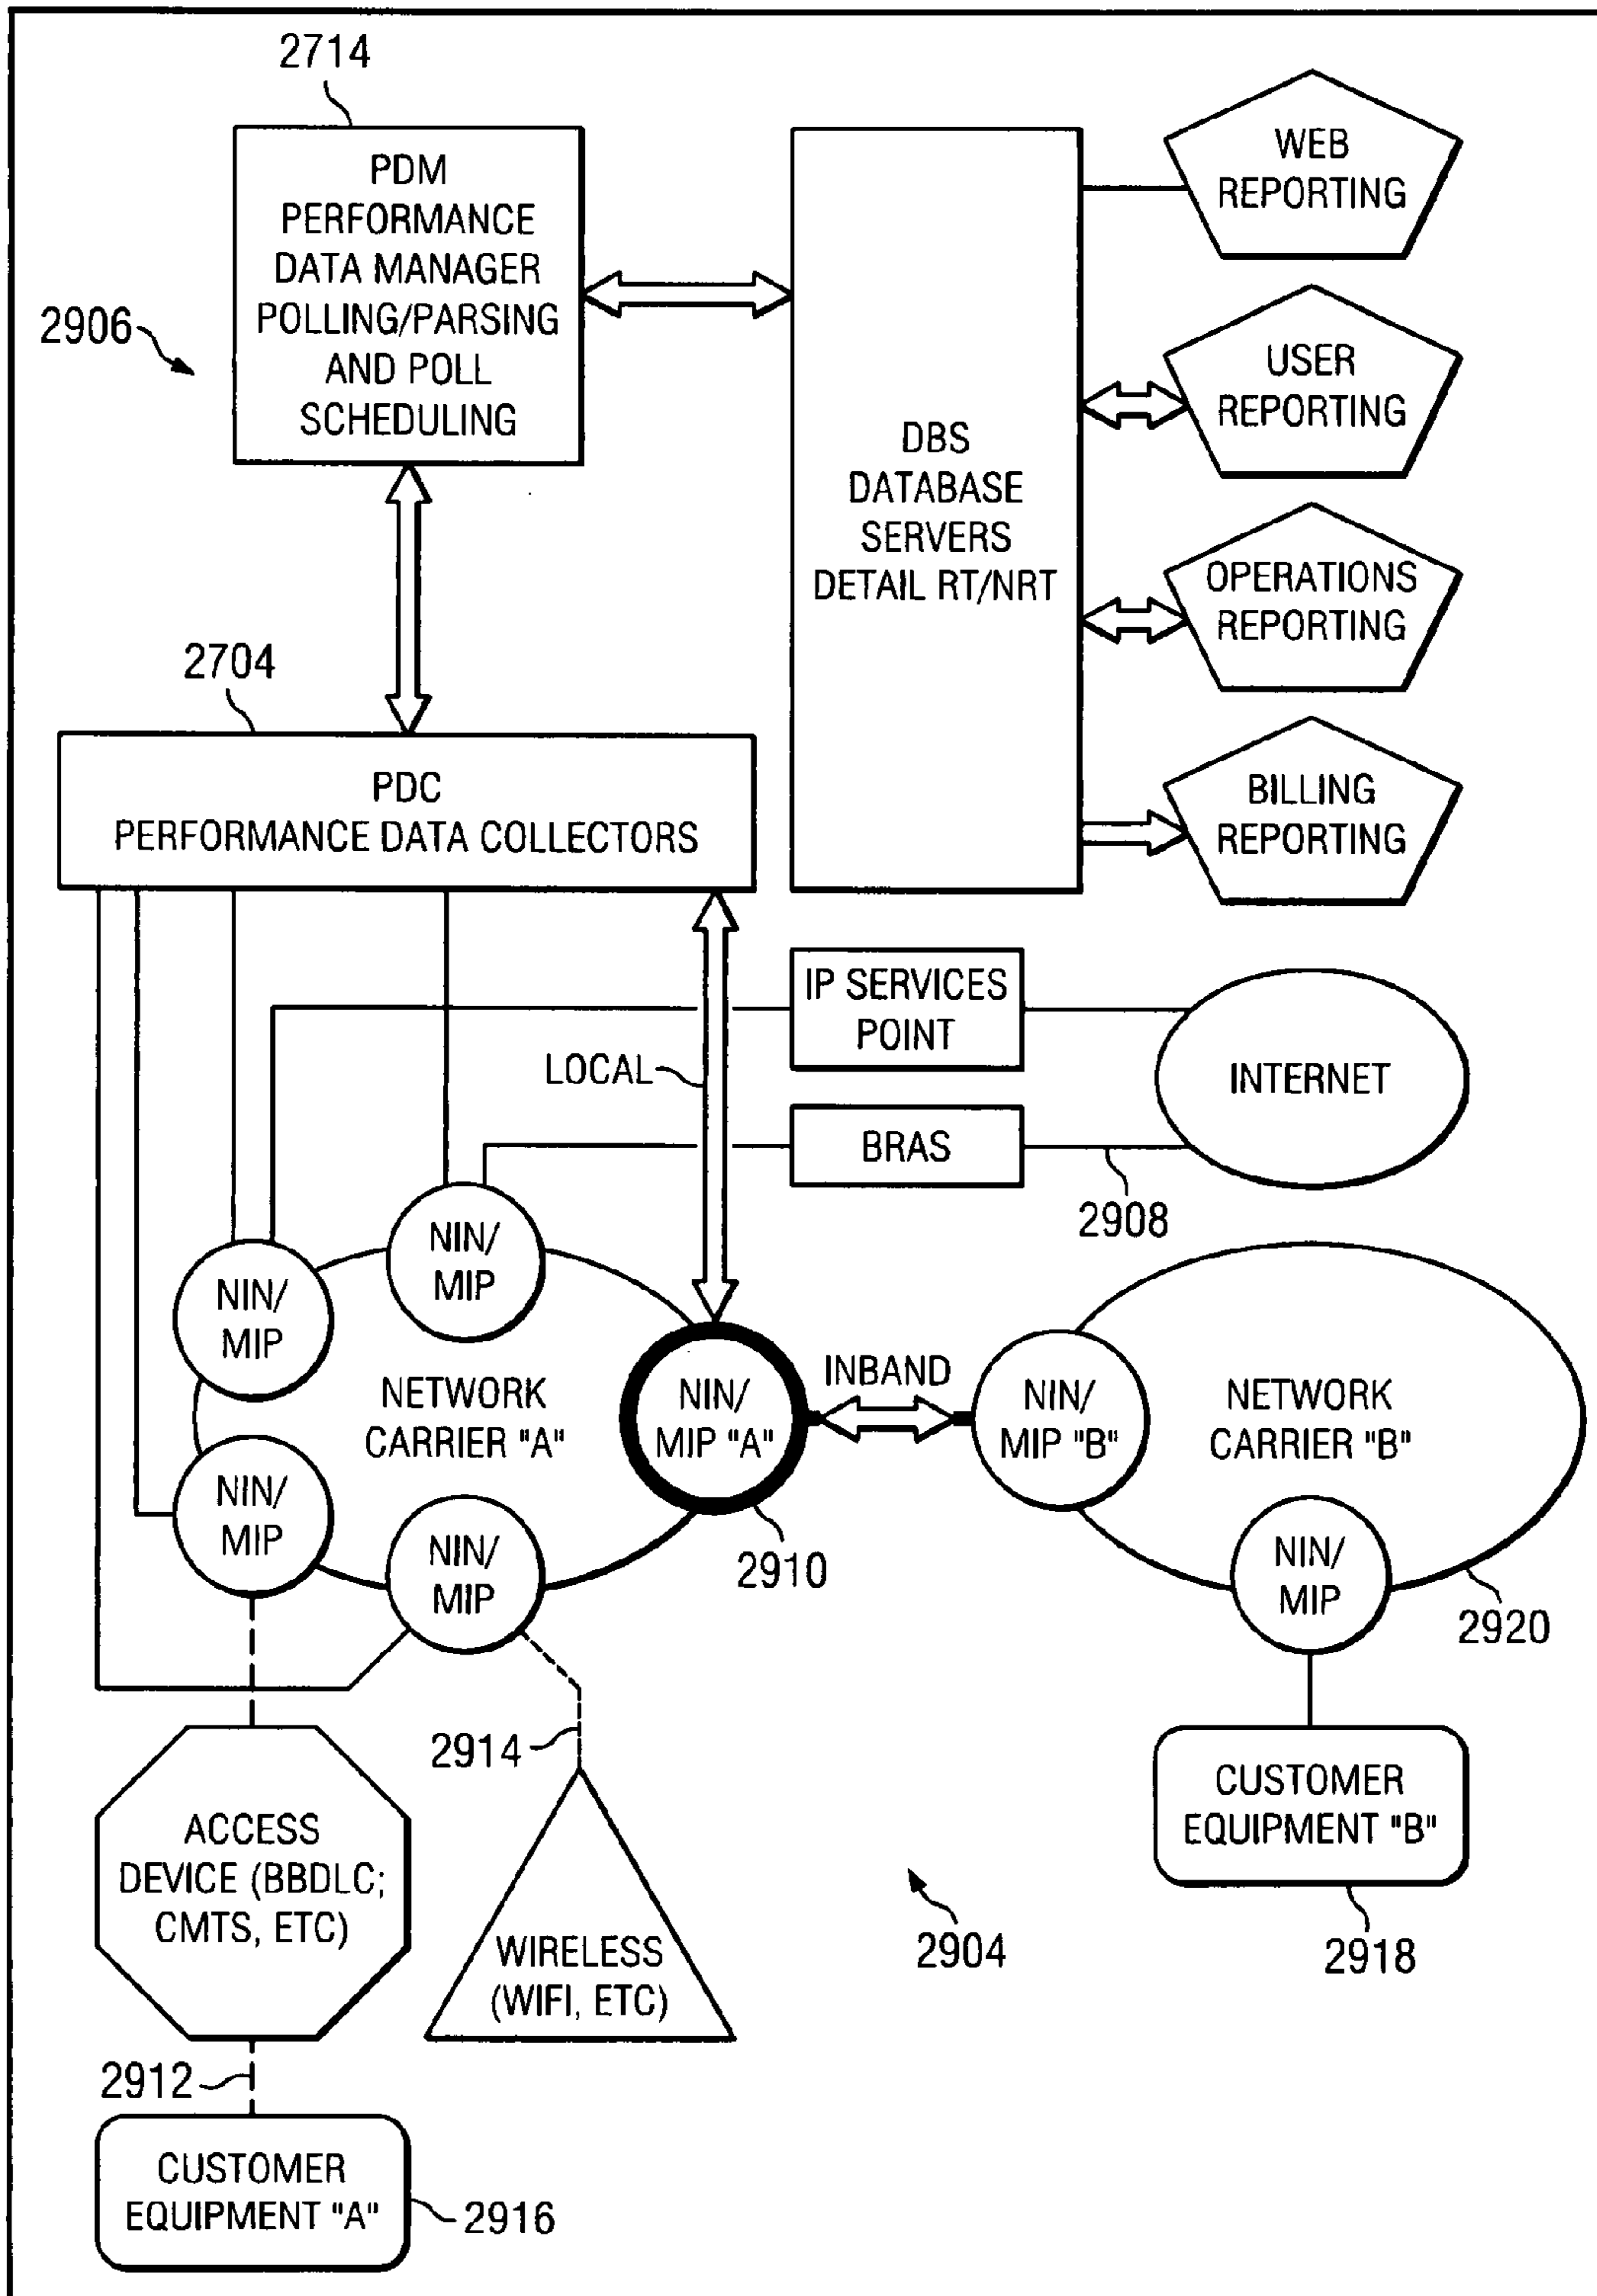 2714
PDM
PERFORMANCE
DATA MANAGER
POLLING/PARSING
AND POLL
SCHEDULING
2906
DBS
DATABASE
SERVERS
DETAIL RT/NRT
WEB
REPORTING
USER
REPORTING
OPERATIONS
REPORTING
BILLING
REPORTING
2704
PDC
PERFORMANCE DATA COLLECTORS
IP SERVICES
POINT
LOCAL
INTERNET
BRAS
2908
NIN/
MIP
NIN/
MIP
NETWORK
CARRIER "A"
NIN/
MIP "A"
INBAND
NIN/
MIP "B"
NETWORK
CARRIER "B"
NIN/
MIP
NIN/
MIP
2910
NIN/
MIP
2920
2914
ACCESS
DEVICE (BBDLC;
CMTS, ETC)
WIRELESS
(WIFI, ETC)
CUSTOMER
EQUIPMENT "B"
2904
2918
2912
CUSTOMER
EQUIPMENT "A"
2916